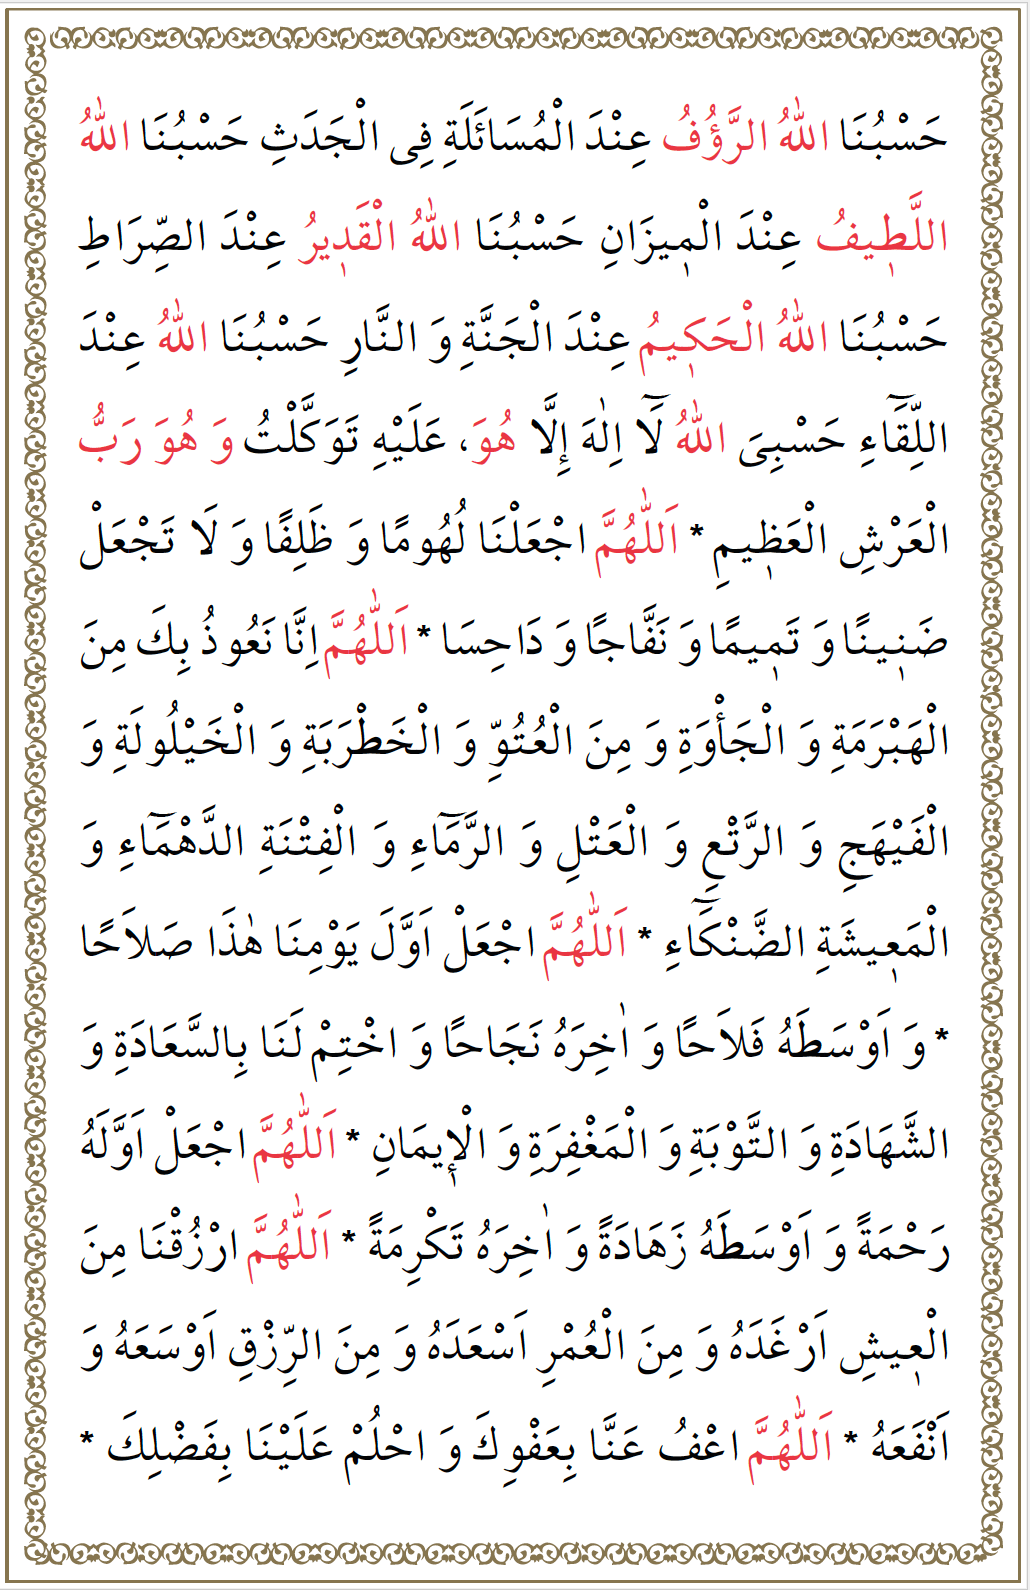 حَسْبُنَا اللّٰهُ الرَّؤُفُ عِنْدَ الْمُسَائَلَةِ فِى الْجَدَثِ حَسْبُنَا اللّٰهُ
اللَّطٖيفُ عِنْدَ الْمٖيزَانِ حَسْبُنَا اللّٰهُ الْقَدٖيرُ عِنْدَ الصِّرَاطِ
حَسْبُنَا اللّٰهُ الْحَكٖيمُ عِنْدَ الْجَنَّةِ وَ النَّارِ حَسْبُنَا اللّٰهُ عِنْدَ
اللِّقَٓاءِ حَسْبِىَ اللّٰهُ لَٓا اِلٰهَ إِلَّا هُوَ، عَلَيْهِ تَوَكَّلْتُ وَ هُوَ رَبُّ
الْعَرْشِ الْعَظٖيمِ * اَللّٰهُمَّ اجْعَلْنَا لُهُومًا وَ ظَلِفًا وَ لَا تَجْعَلْ
ضَنٖينًا وَ تَمٖيمًا وَ نَفَّاجًا وَ دَاحِسَا * اَللّٰهُمَّ اِنَّا نَعُوذُ بِكَ مِنَ
الْهَبْرَمَةِ وَ الْجَأْوَةِ وَ مِنَ الْعُتُوِّ وَ الْخَطْرَبَةِ وَ الْخَيْلُولَةِ وَ
الْفَيْهَجِ وَ الرَّتْعِ وَ الْعَتْلِ وَ الرَّمَٓاءِ وَ الْفِتْنَةِ الدَّهْمَٓاءِ وَ
الْمَعٖيشَةِ الضَّنْكَٓاءِ * اَللّٰهُمَّ اجْعَلْ اَوَّلَ يَوْمِنَا هٰذَا صَلاَحًا
* وَ اَوْسَطَهُ فَلاَحًا وَ اٰخِرَهُ نَجَاحًا وَ اخْتِمْ لَنَا بِالسَّعَادَةِ وَ
الشَّهَادَةِ وَ التَّوْبَةِ وَ الْمَغْفِرَةِ وَ الْإٖيمَانِ * اَللّٰهُمَّ اجْعَلْ اَوَّلَهُ
رَحْمَةً وَ اَوْسَطَهُ زَهَادَةً وَ اٰخِرَهُ تَكْرِمَةً * اَللّٰهُمَّ ارْزُقْنَا مِنَ
الْعٖيشِ اَرْغَدَهُ وَ مِنَ الْعُمْرِ اَسْعَدَهُ وَ مِنَ الرِّزْقِ اَوْسَعَهُ وَ
اَنْفَعَهُ * اَللّٰهُمَّ اعْفُ عَنَّا بِعَفْوِكَ وَ احْلُمْ عَلَيْنَا بِفَضْلِكَ *